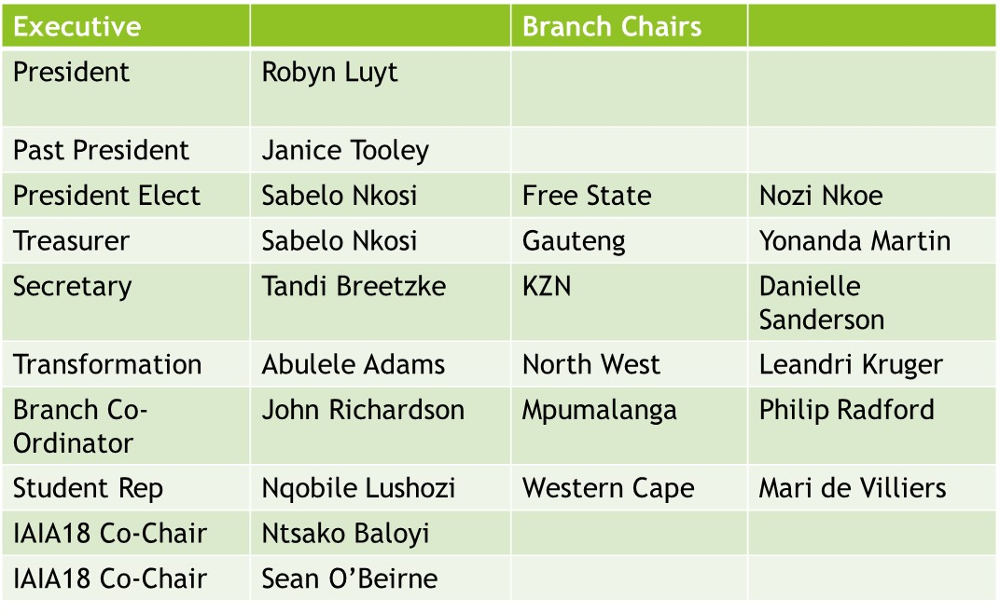 Executive Branch Chairs
President Robyn Luyt
Past President Janice Tooley
President Elect Sabelo Nkosi Free State Nozi Nkoe
Treasurer Sabelo Nkosi Gauteng Yonanda Martin
Secretary Tandi Breetzke KZN Danielle
Sanderson
Transformation Abulele Adams North West Leandri Kruger
Branch Co- John Richardson Mpumalanga Philip Radford
Ordinator
Student Rep Nqobile Lushozi Western Cape Mari de Villiers
IAIA18 Co-Chair Ntsako Baloyi
IAIA18 Co-Chair Sean O’Beirne